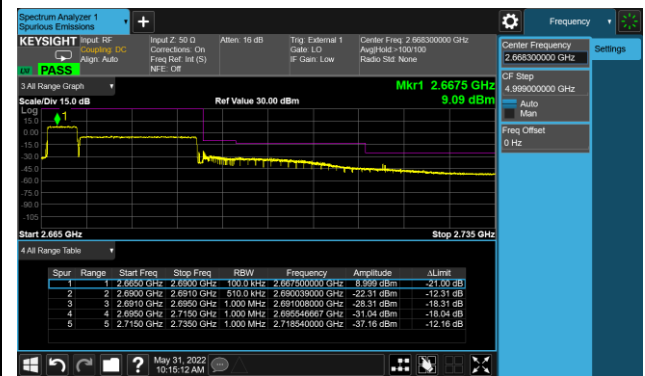 Spectrum Analyzer 1
Spurious Emissions
+
Frequency
KEYSIGHT Input: RF
Coupling: DC
Align: Auto
Input Z: 50 Ω
Corrections: On
Freq Ref: Int (S)
NFE: Off
Atten: 16 dB
Trig: External 1
Gate: LO
IF Gain: Low
Center Freq: 2.668300000 GHz
Avg|Hold:>100/100
Radio Std: None
PASS
Center Frequency
2.668300000 GHz
Settings
CF Step
4.999000000 GHz
Auto
Man
Freq Offset
0 Hz
3 All Range Graph
Mkr1 2.6675 GHz
Scale/Div 15.0 dB
Ref Value 30.00 dBm
9.09 dBm
Log
15.0
0.00
-15.0
-30.0
-45.0
-60.0
-75.0
-90.0
-105
1
Start 2.665 GHz
Stop 2.735 GHz
4 All Range Table
Spur Range Start Freq Stop Freq RBW Frequency Amplitude ΔLimit
1 1 2.6650 GHz 2.6900 GHz 100.0 kHz 2.667500000 GHz 8.999 dBm -21.00 dB
2 2 2.6900 GHz 2.6910 GHz 510.0 kHz 2.690039000 GHz -22.31 dBm -12.31 dB
3 3 2.6910 GHz 2.6950 GHz 1.000 MHz 2.691008000 GHz -28.31 dBm -18.31 dB
4 4 2.6950 GHz 2.7150 GHz 1.000 MHz 2.695546667 GHz -31.04 dBm -18.04 dB
5 5 2.7150 GHz 2.7350 GHz 1.000 MHz 2.718540000 GHz -37.16 dBm -12.16 dB
?
May 31, 2022
10:15:12 AM